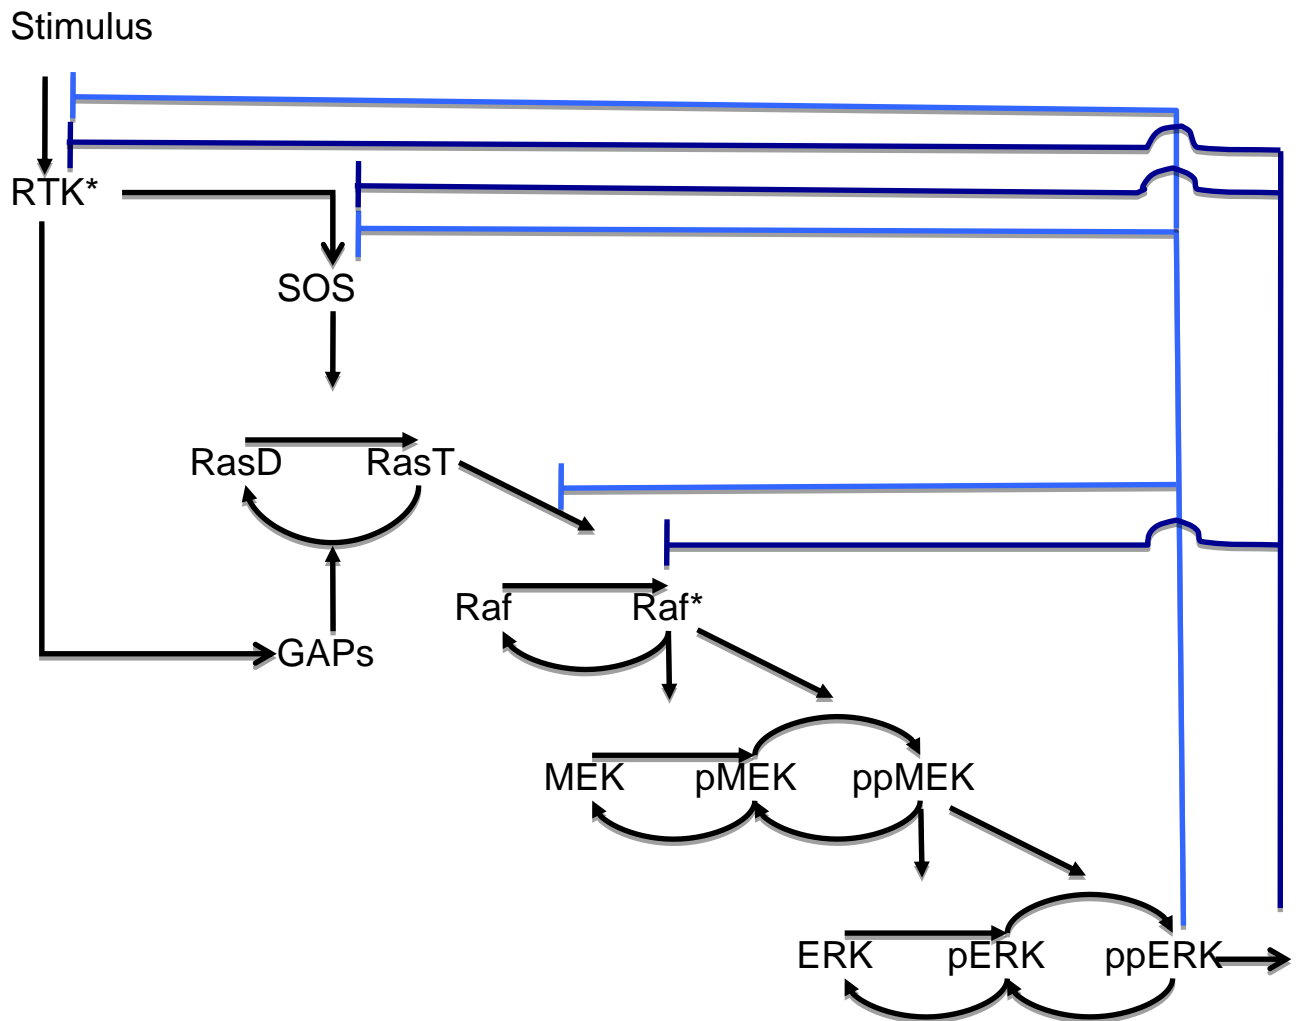 Stimulus
RTK*
SOS
RasD RasT
Raf Raf*
GAPs
MEK pMEK ppMEK
ERK pERK ppERK